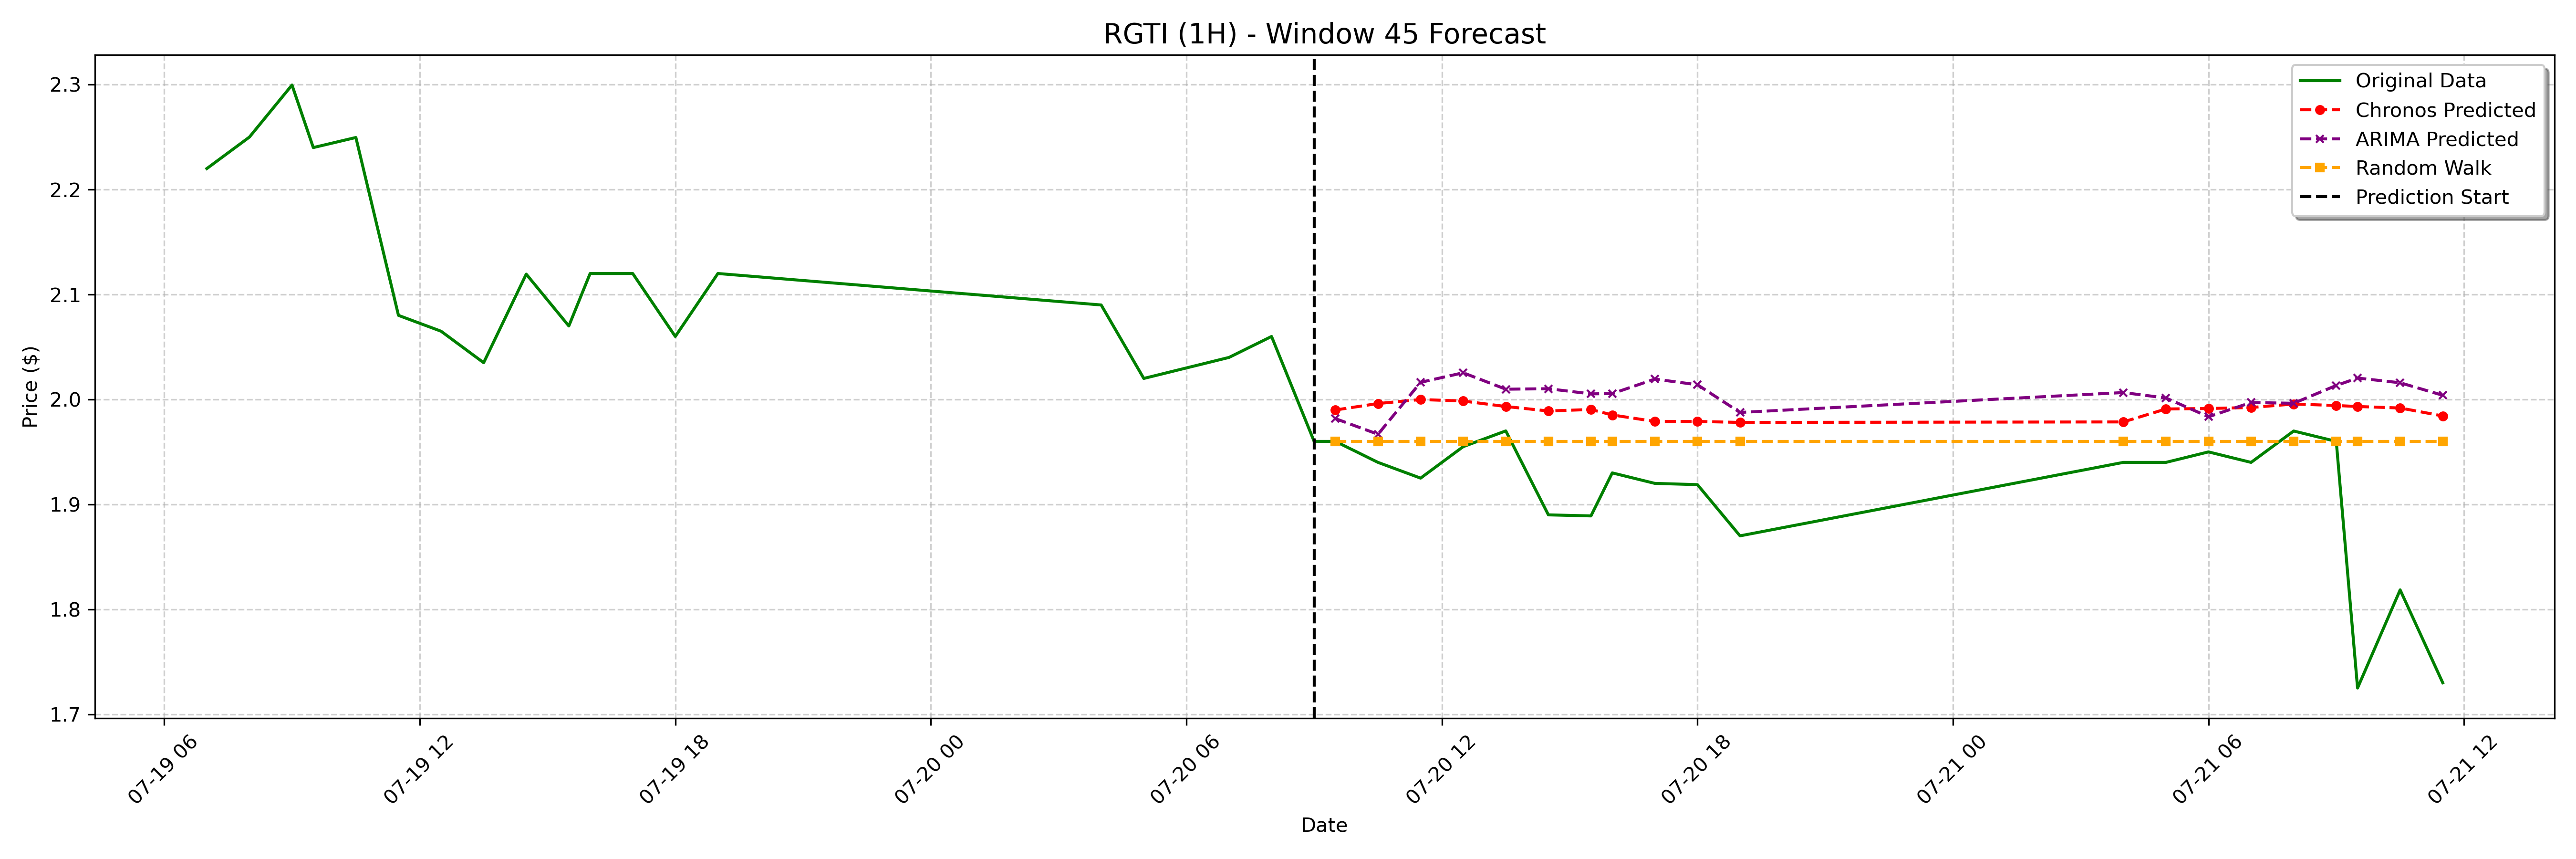 RGTI (1H) - Window 45 Forecast
Original Data
Chronos Predicted
ARIMA Predicted
Random Walk
Prediction Start
Price ($)
2.3
2.2
2.1
2.0
1.9
1.8
1.7
07-19 06
07-19 12
07-19 18
07-20 00
07-20 06
07-20 12
07-20 18
07-21 00
07-21 06
07-21 12
Date